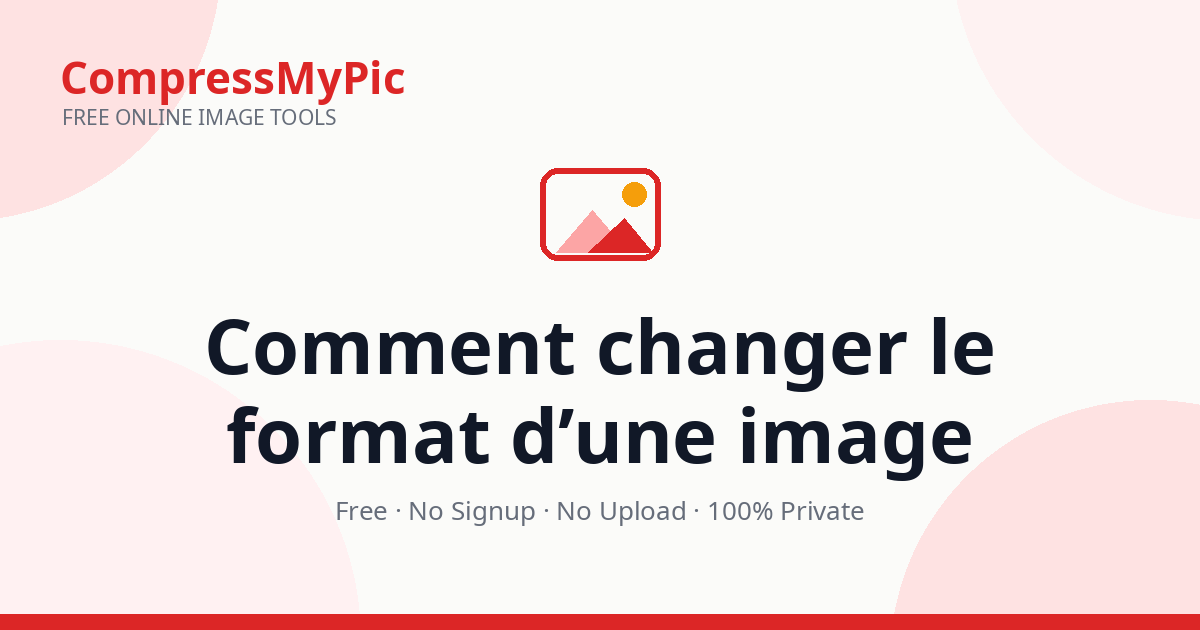 CompressMyPic
FREE ONLINE IMAGE TOOLS
Comment changer le
format d’une image
Free · No Signup · No Upload · 100% Private